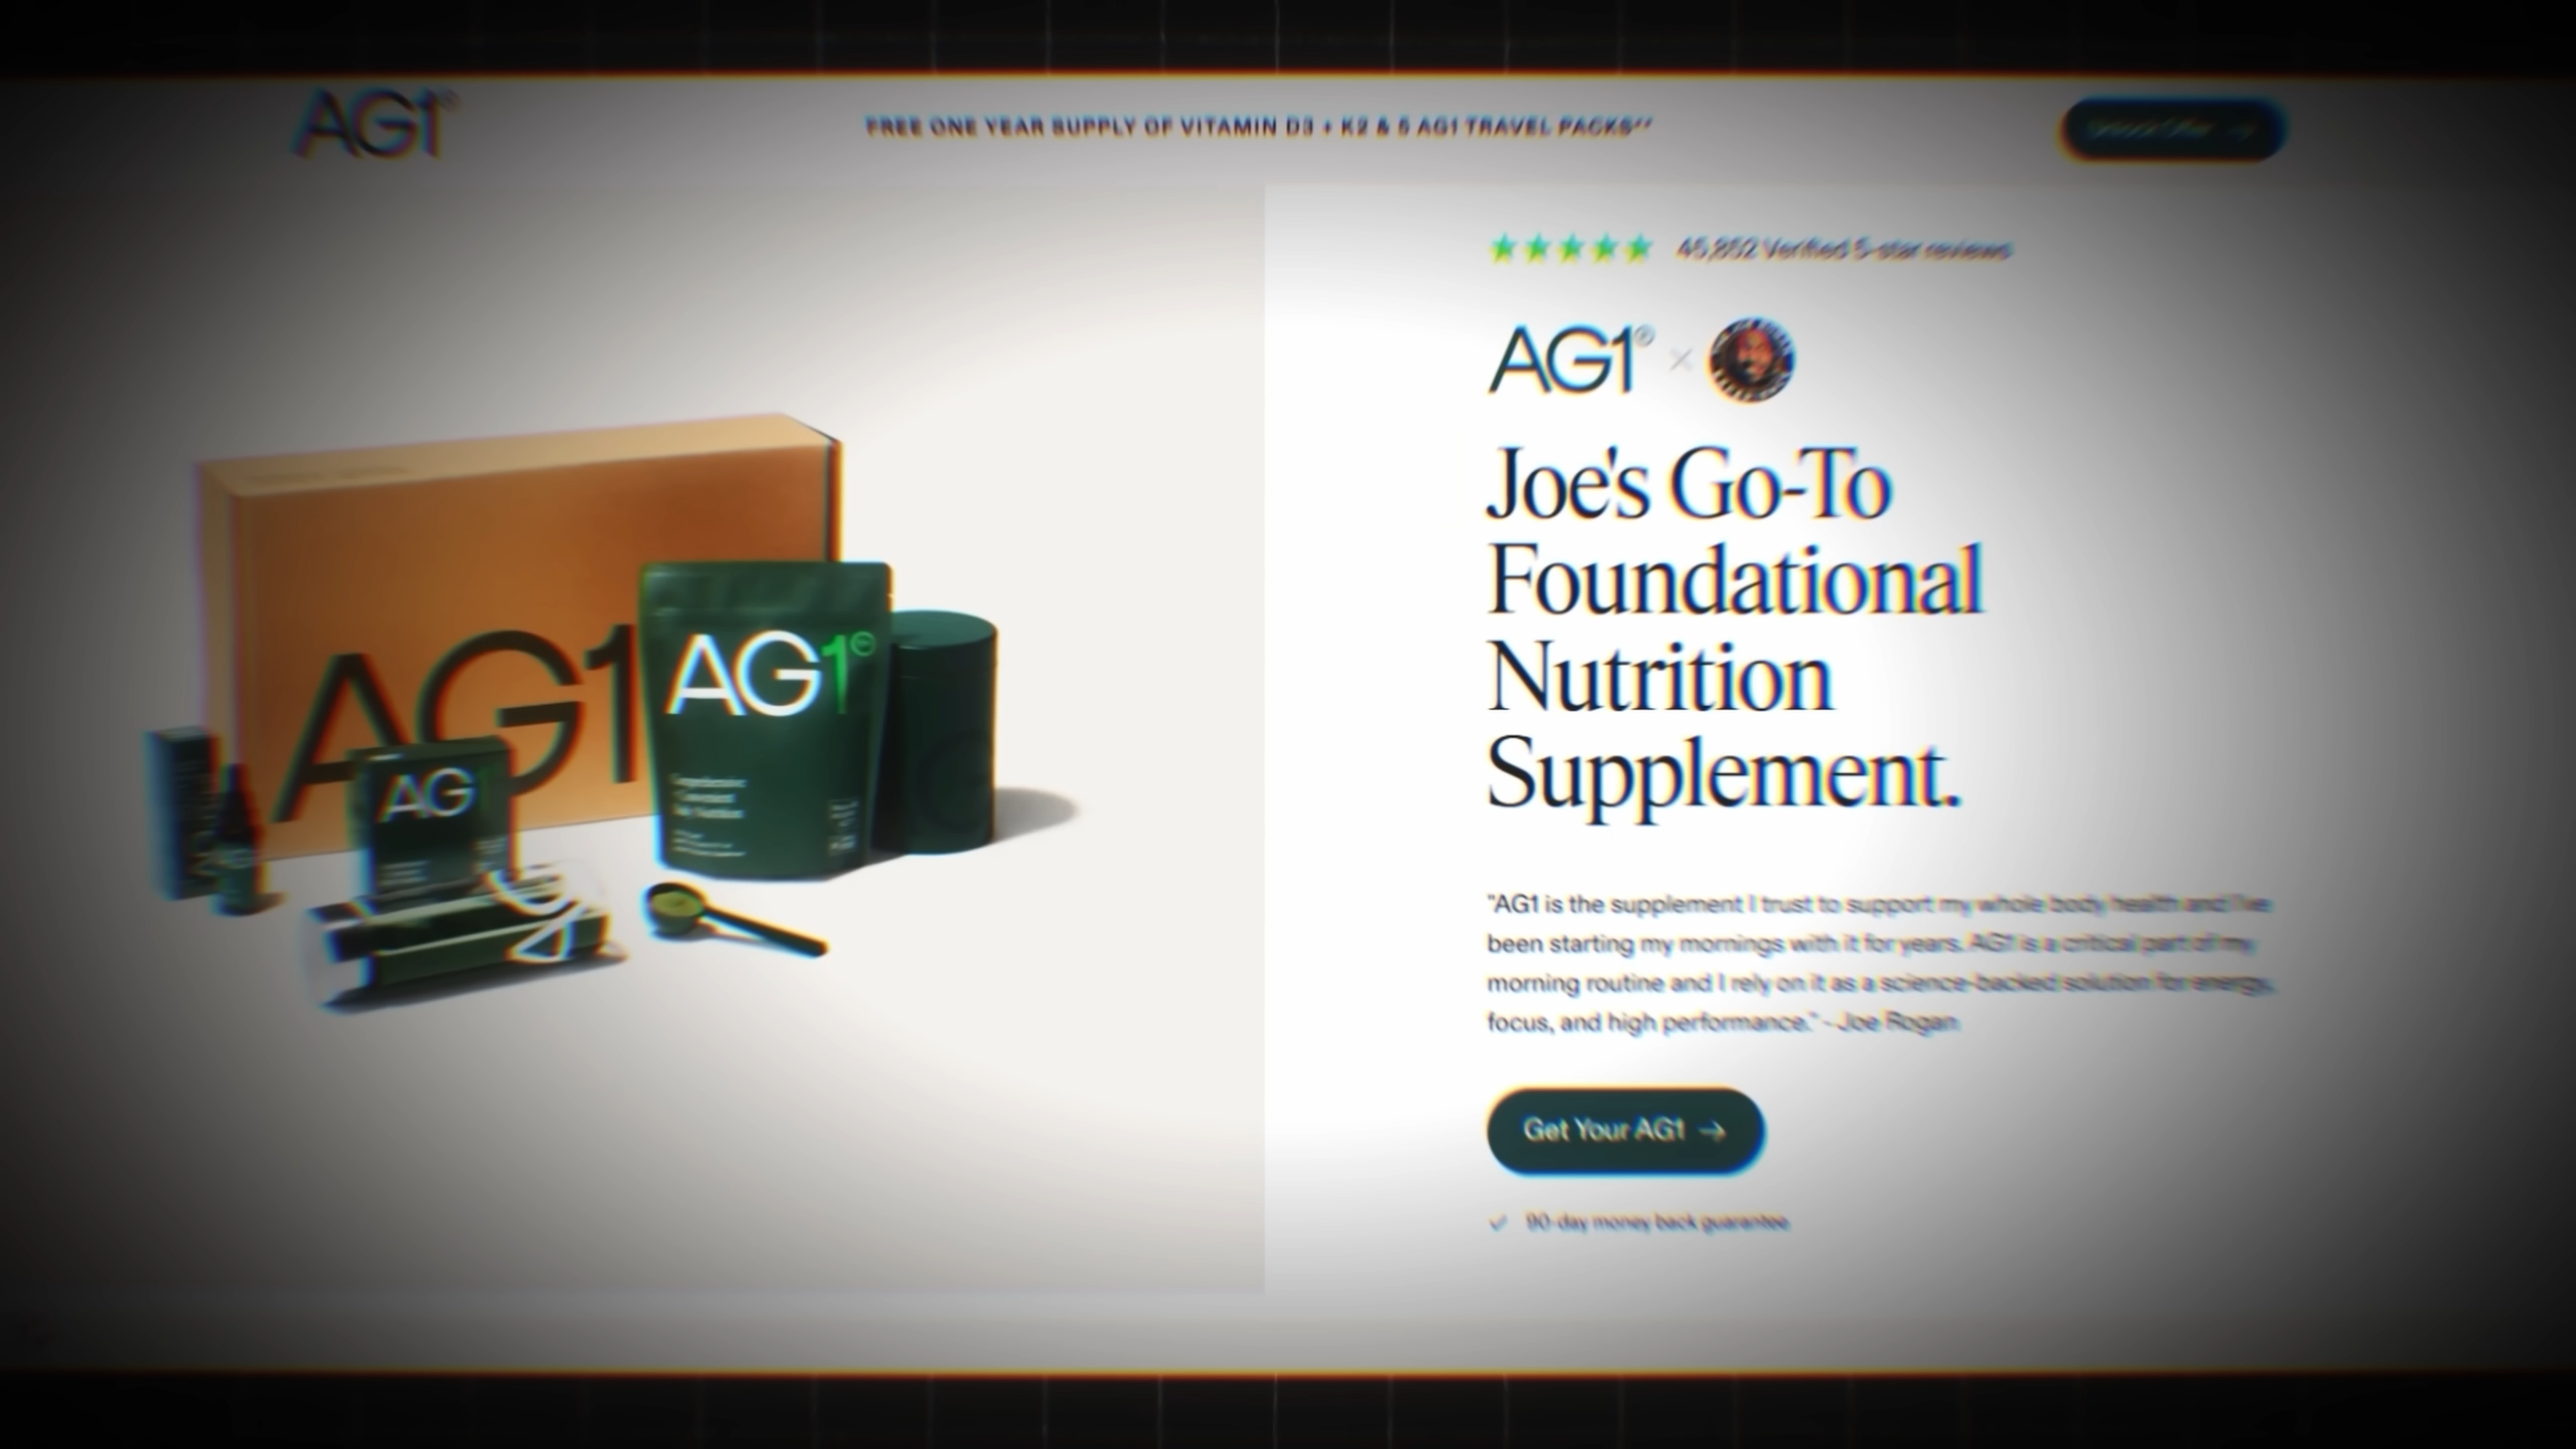 AG1®
FREE ONE YEAR SUPPLY OF VITAMIN D3 + K2 & 5 AG1 TRAVEL PACKS**
45,852 Verified 5-star reviews
AG1® ×
Joe's Go-To
Foundational
Nutrition
Supplement.
"AG1 is the supplement I trust to support my whole body health and I've
been starting my mornings with it for years. AG1 is a critical part of my
morning routine and I rely on it as a science-backed solution for energy,
focus, and high performance." - Joe Rogan
Get Your AG1 →
90-day money back guarantee
AG1
AG1
AG1